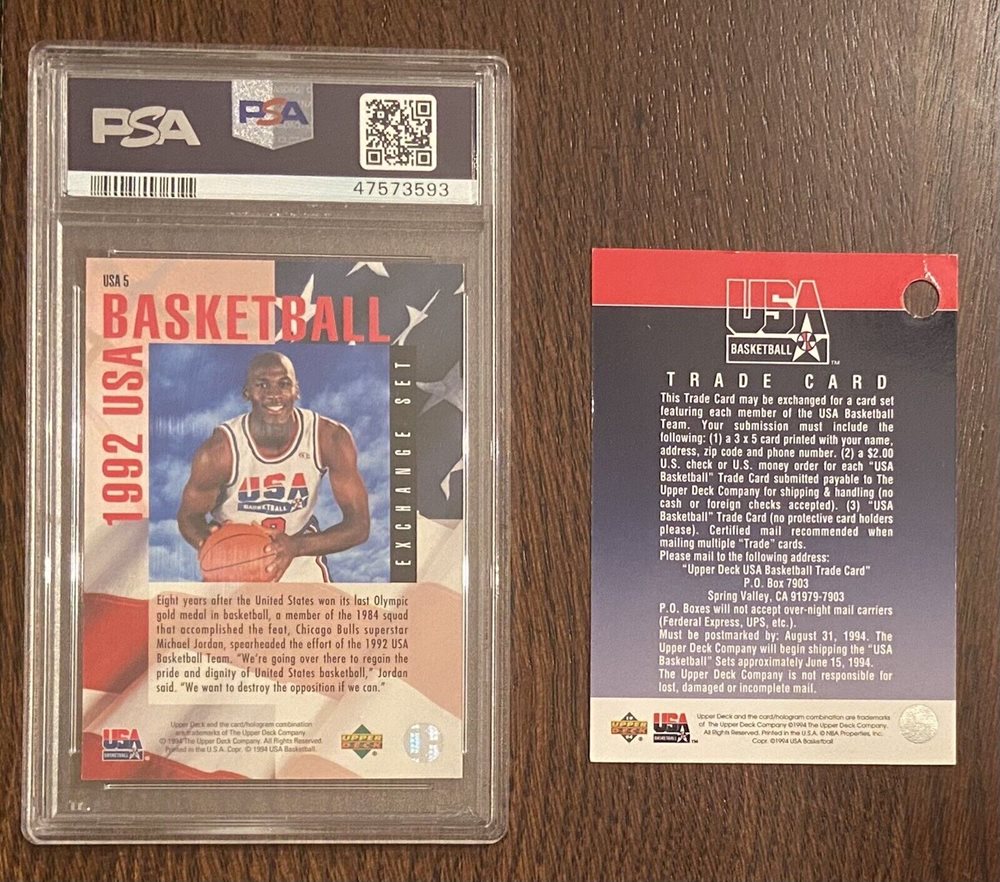 PSA
PSA
47573593
USA 5
BASKETBALL
1992 USA
EXCHANGE SET
USA
BASKETBALL
Eight years after the United States won its last Olympic
gold medal in basketball, a member of the 1984 squad
that accomplished the feat, Chicago Bulls superstar
Michael Jordan, spearheaded the effort of the 1992 USA
Basketball Team. "We're going over there to regain the
pride and dignity of United States basketball," Jordan
said. "We want to destroy the opposition if we can."
Upper Deck and the card/hologram combination
are trademarks of The Upper Deck Company
© 1994 The Upper Deck Company. All Rights Reserved.
Printed in the U.S.A. Copr. © 1994 USA Basketball.
USA
BASKETBALL
UPPER
DECK
USA
BASKETBALL
TM
TRADE CARD
This Trade Card may be exchanged for a card set
featuring each member of the USA Basketball
Team. Your submission must include the
following: (1) a 3 x 5 card printed with your name,
address, zip code and phone number. (2) a $2.00
U.S. check or U.S. money order for each "USA
Basketball" Trade Card submitted payable to The
Upper Deck Company for shipping & handling (no
cash or foreign checks accepted). (3) "USA
Basketball" Trade Card (no protective card holders
please). Certified mail recommended when
mailing multiple "Trade" cards.
Please mail to the following address:
"Upper Deck USA Basketball Trade Card"
P.O. Box 7903
Spring Valley, CA 91979-7903
P.O. Boxes will not accept over-night mail carriers
(Ferderal Express, UPS, etc.).
Must be postmarked by: August 31, 1994. The
Upper Deck Company will begin shipping the "USA
Basketball" Sets approximately June 15, 1994.
The Upper Deck Company is not responsible for
lost, damaged or incomplete mail.
UPPER
DECK
USA
BASKETBALL
Upper Deck and the card/hologram combination are trademarks
of The Upper Deck Company ©1994 The Upper Deck Company.
All Rights Reserved. Printed in the U.S.A. © NBA Properties, Inc.
Copr. ©1994 USA Basketball